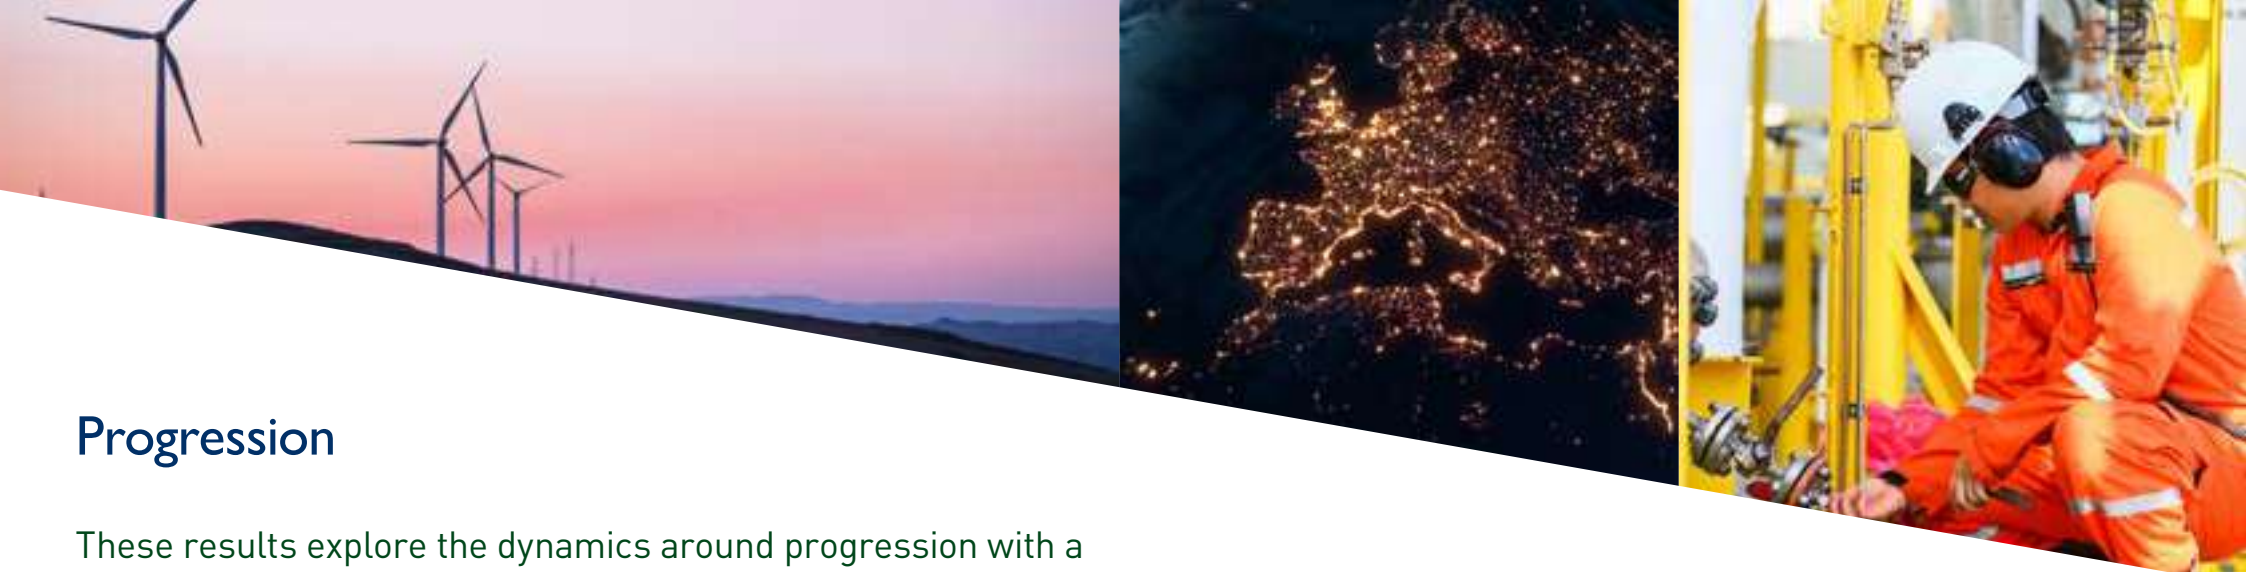 Progression
These results explore the dynamics around progression with a